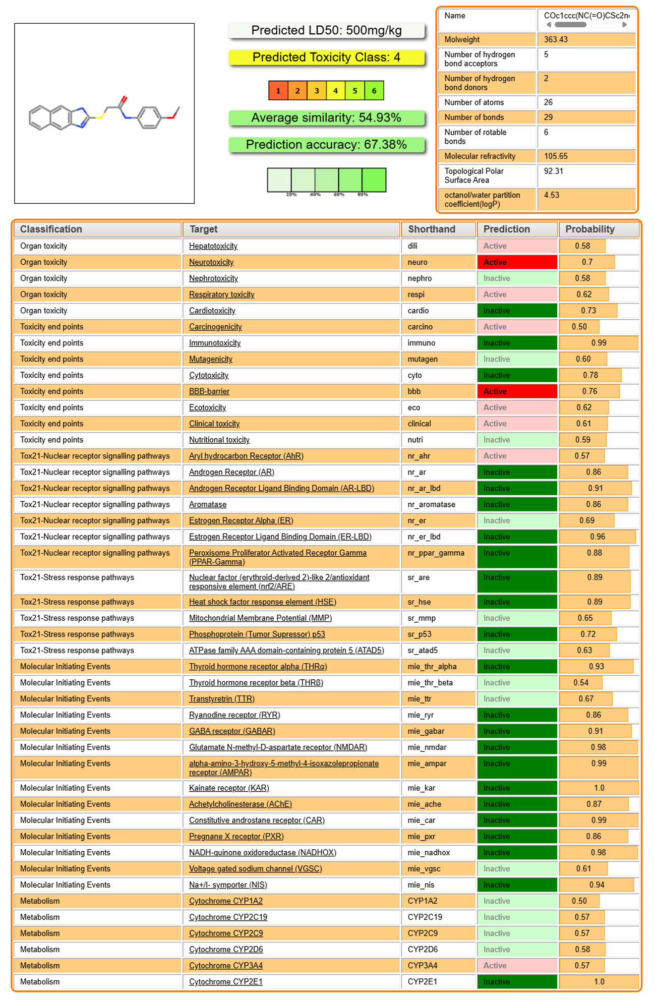 Predicted LD50: 500mg/kg
Predicted Toxicity Class: 4
1 2 3 4 5 6
Average similarity: 54.93%
Prediction accuracy: 67.38%
20% 40% 60% 80%
Name COc1ccc(NC(=O)CSc2n
Molweight 363.43
Number of hydrogen
bond acceptors 5
Number of hydrogen
bond donors 2
Number of atoms 26
Number of bonds 29
Number of rotable
bonds 6
Molecular refractivity 105.65
Topological Polar
Surface Area 92.31
octanol/water partition
coefficient(logP) 4.53
Classification Target Shorthand Prediction Probability
Organ toxicity Hepatotoxicity dili Active 0.58
Organ toxicity Neurotoxicity neuro Active 0.7
Organ toxicity Nephrotoxicity nephro Inactive 0.58
Organ toxicity Respiratory toxicity respi Active 0.62
Organ toxicity Cardiotoxicity cardio Inactive 0.73
Toxicity end points Carcinogenicity carcino Active 0.50
Toxicity end points Immunotoxicity immuno Inactive 0.99
Toxicity end points Mutagenicity mutagen Inactive 0.60
Toxicity end points Cytotoxicity cyto Inactive 0.78
Toxicity end points BBB-barrier bbb Active 0.76
Toxicity end points Ecotoxicity eco Active 0.62
Toxicity end points Clinical toxicity clinical Active 0.61
Toxicity end points Nutritional toxicity nutri Inactive 0.59
Tox21-Nuclear receptor signalling pathways Aryl hydrocarbon Receptor (AhR) nr_ahr Active 0.57
Tox21-Nuclear receptor signalling pathways Androgen Receptor (AR) nr_ar Inactive 0.86
Tox21-Nuclear receptor signalling pathways Androgen Receptor Ligand Binding Domain (AR-LBD) nr_ar_lbd Inactive 0.91
Tox21-Nuclear receptor signalling pathways Aromatase nr_aromatase Inactive 0.86
Tox21-Nuclear receptor signalling pathways Estrogen Receptor Alpha (ER) nr_er Inactive 0.69
Tox21-Nuclear receptor signalling pathways Estrogen Receptor Ligand Binding Domain (ER-LBD) nr_er_lbd Inactive 0.96
Tox21-Nuclear receptor signalling pathways Peroxisome Proliferator Activated Receptor Gamma nr_ppar_gamma Inactive 0.88
(PPAR-Gamma)
Tox21-Stress response pathways Nuclear factor (erythroid-derived 2)-like 2/antioxidant sr_are Inactive 0.89
responsive element (nrf2/ARE)
Tox21-Stress response pathways Heat shock factor response element (HSE) sr_hse Inactive 0.89
Tox21-Stress response pathways Mitochondrial Membrane Potential (MMP) sr_mmp Inactive 0.65
Tox21-Stress response pathways Phosphoprotein (Tumor Supressor) p53 sr_p53 Inactive 0.72
Tox21-Stress response pathways ATPase family AAA domain-containing protein 5 (ATAD5) sr_atad5 Inactive 0.63
Molecular Initiating Events Thyroid hormone receptor alpha (THRα) mie_thr_alpha Inactive 0.93
Molecular Initiating Events Thyroid hormone receptor beta (THRβ) mie_thr_beta Inactive 0.54
Molecular Initiating Events Transtyretrin (TTR) mie_ttr Inactive 0.67
Molecular Initiating Events Ryanodine receptor (RYR) mie_ryr Inactive 0.86
Molecular Initiating Events GABA receptor (GABAR) mie_gabar Inactive 0.91
Molecular Initiating Events Glutamate N-methyl-D-aspartate receptor (NMDAR) mie_nmdar Inactive 0.98
Molecular Initiating Events alpha-amino-3-hydroxy-5-methyl-4-isoxazolepropionate mie_ampar Inactive 0.99
receptor (AMPAR)
Molecular Initiating Events Kainate receptor (KAR) mie_kar Inactive 1.0
Molecular Initiating Events Achetylcholinesterase (AChE) mie_ache Inactive 0.87
Molecular Initiating Events Constitutive androstane receptor (CAR) mie_car Inactive 0.99
Molecular Initiating Events Pregnane X receptor (PXR) mie_pxr Inactive 0.86
Molecular Initiating Events NADH-quinone oxidoreductase (NADHOX) mie_nadhox Inactive 0.98
Molecular Initiating Events Voltage gated sodium channel (VGSC) mie_vgsc Inactive 0.61
Molecular Initiating Events Na+/I- symporter (NIS) mie_nis Inactive 0.94
Metabolism Cytochrome CYP1A2 CYP1A2 Inactive 0.50
Metabolism Cytochrome CYP2C19 CYP2C19 Inactive 0.57
Metabolism Cytochrome CYP2C9 CYP2C9 Inactive 0.57
Metabolism Cytochrome CYP2D6 CYP2D6 Inactive 0.58
Metabolism Cytochrome CYP3A4 CYP3A4 Active 0.57
Metabolism Cytochrome CYP2E1 CYP2E1 Inactive 1.0